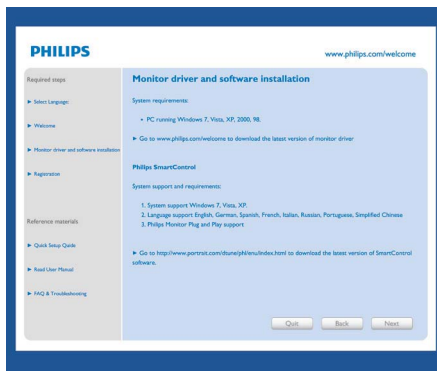 PHILIPS
www.philips.com/welcome
Required steps
► Select Language
► Welcome
► Monitor driver and software installation
► Registration
Reference materials
► Quick Setup Quide
► Read User Manual
► FAQ & Troubleshooting
Monitor driver and software installation
System requirements:
• PC running Windows 7, Vista, XP, 2000, 98,
► Go to www.philips.com/welcome to download the latest version of monitor driver
Philips SmartControl
System support and requirements:
1. System support Windows 7, Vista, XP.
2. Language support English, German, Spanish, French, Italian, Russian, Portuguese, Simplified Chinese
3. Philips Monitor Plug and Play support
► Go to http://www.portrait.com/dtune/phl/enu/index.html to download the latest version of SmartControl
software.
Quit
Back
Next